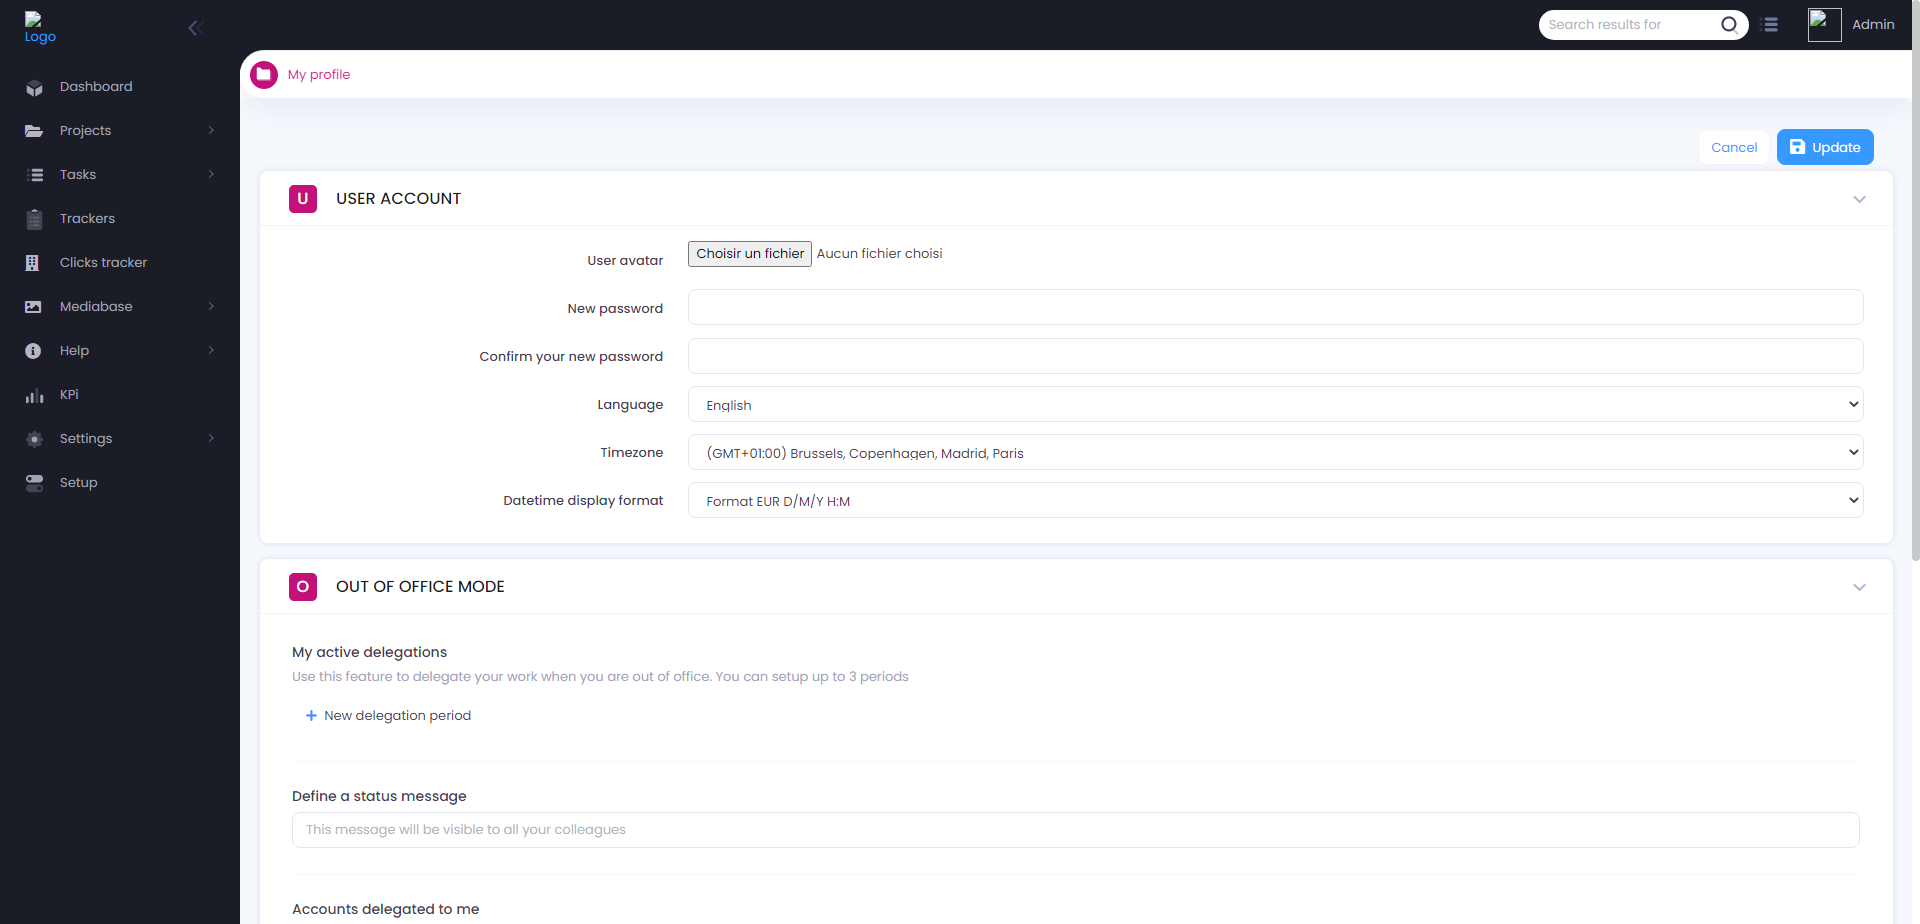 Logo
Search results for
Admin
Dashboard
Projects
Tasks
Trackers
Clicks tracker
Mediabase
Help
KPi
Settings
Setup
My profile
Cancel
Update
U
USER ACCOUNT
User avatar
Choisir un fichier Aucun fichier choisi
New password
Confirm your new password
Language
English
Timezone
(GMT+01:00) Brussels, Copenhagen, Madrid, Paris
Datetime display format
Format EUR D/M/Y H:M
O
OUT OF OFFICE MODE
My active delegations
Use this feature to delegate your work when you are out of office. You can setup up to 3 periods
+ New delegation period
Define a status message
This message will be visible to all your colleagues
Accounts delegated to me